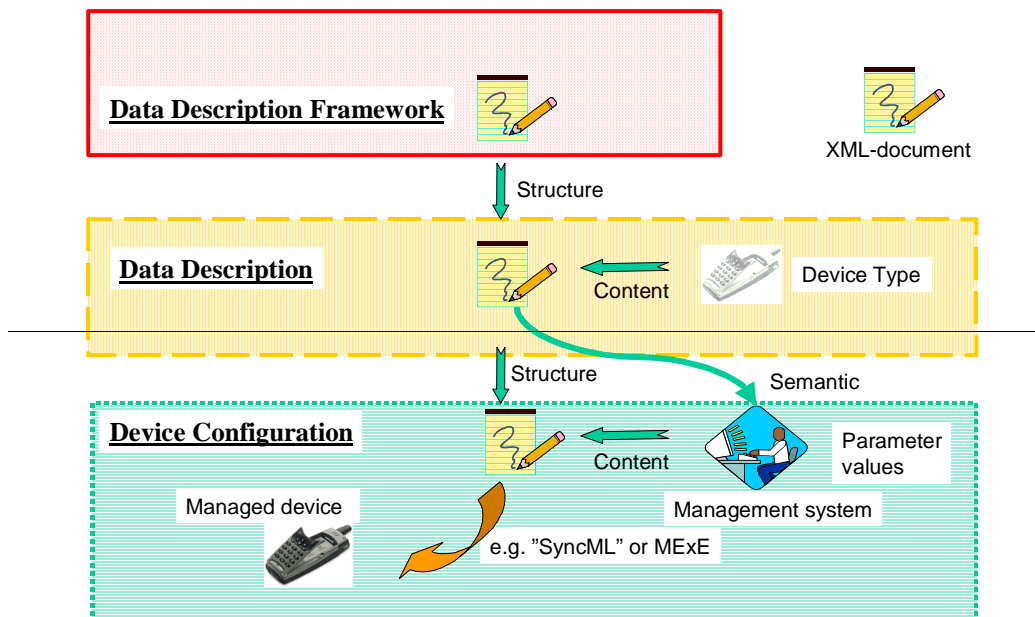 Data Description Framework
XML-document
Structure
Data Description
Content
Device Type
Structure
Semantic
Device Configuration
Content
Parameter
values
Managed device
Management system
e.g. ”SyncML” or MExE